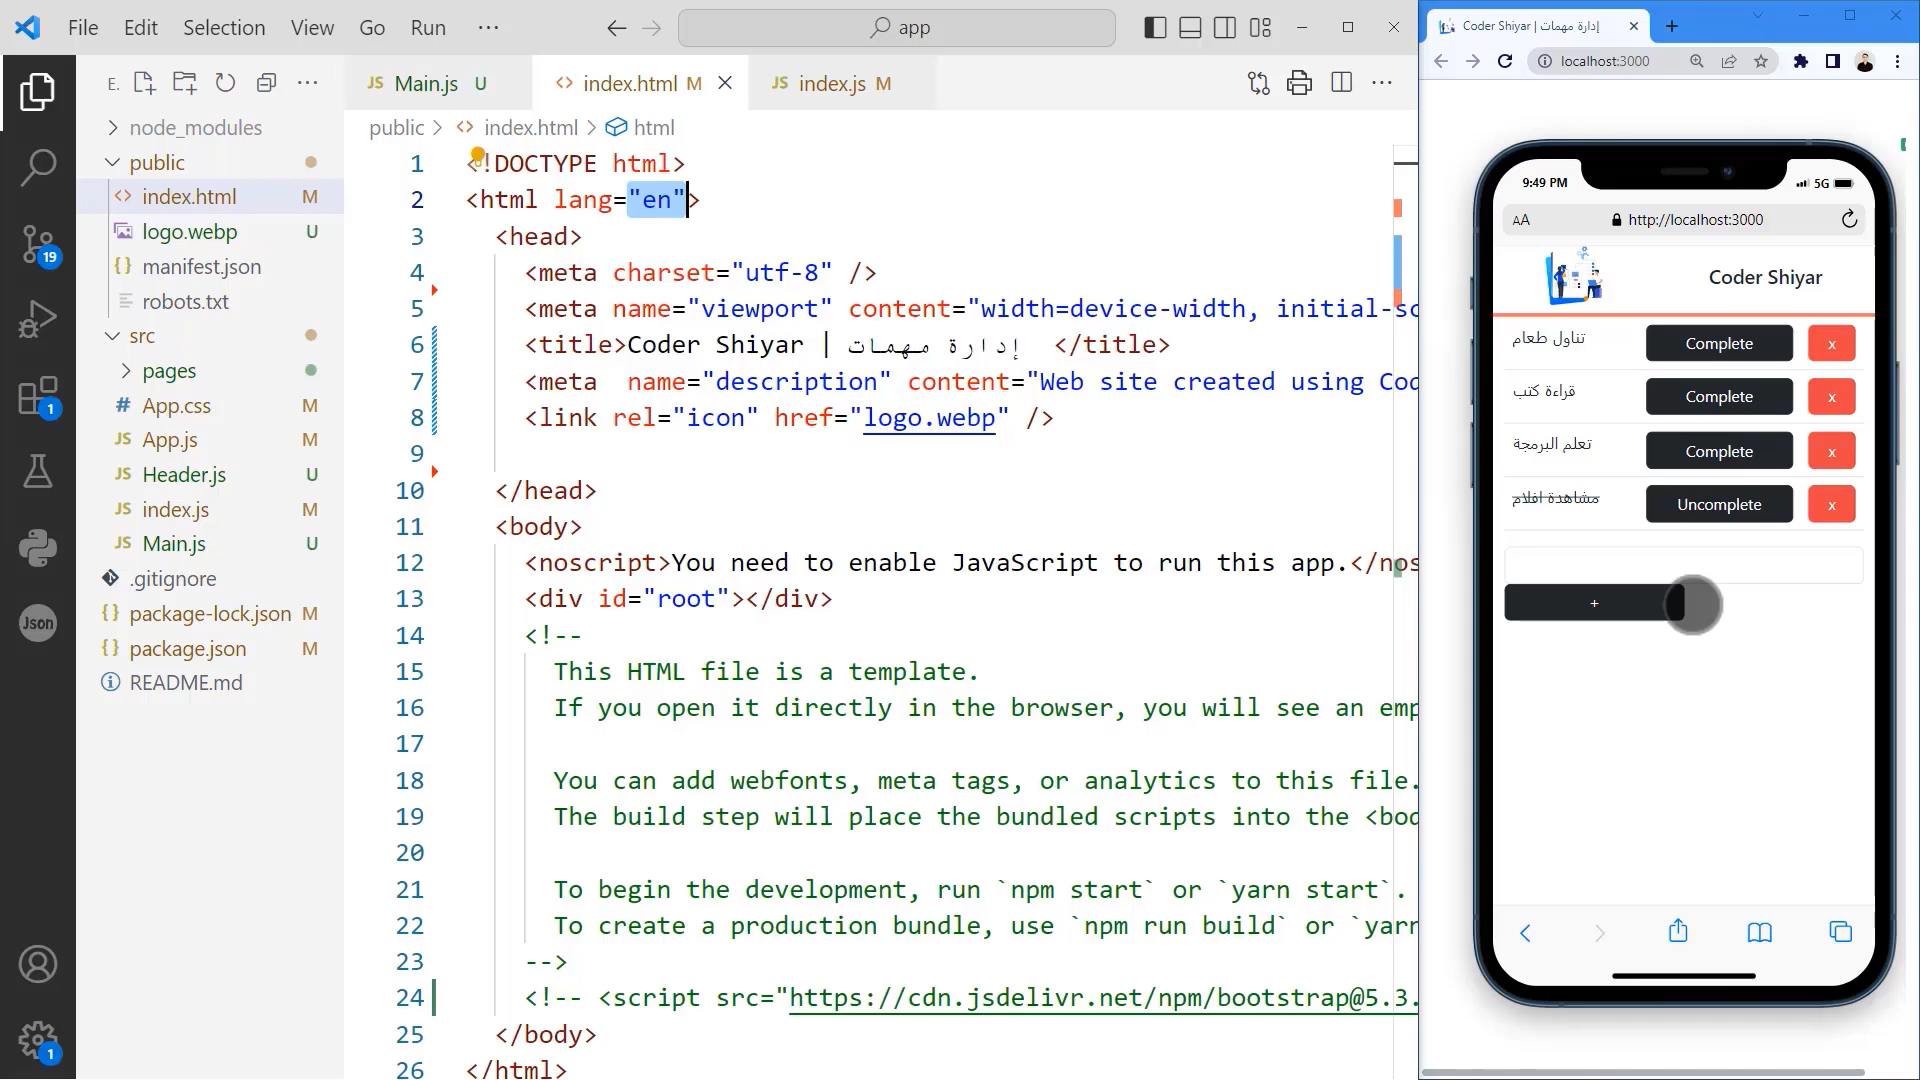 File Edit Selection View Go Run ··· app
E.
node_modules
public
index.html M
logo.webp U
manifest.json
robots.txt
src
pages
App.css M
App.js M
Header.js U
index.js M
Main.js U
.gitignore
package-lock.json M
package.json M
README.md
19
1
Json
1
JS Main.js U <> index.html M JS index.js M
public > <> index.html > html
1 <!DOCTYPE html>
2 <html lang="en">
3 <head>
4 <meta charset="utf-8" />
5 <meta name="viewport" content="width=device-width, initial-sc
6 <title>Coder Shiyar | إدارة مهمات </title>
7 <meta  name="description" content="Web site created using Cod
8 <link rel="icon" href="logo.webp" />
9
10 </head>
11 <body>
12 <noscript>You need to enable JavaScript to run this app.</nos
13 <div id="root"></div>
14 <!--
15 This HTML file is a template.
16 If you open it directly in the browser, you will see an emp
17
18 You can add webfonts, meta tags, or analytics to this file.
19 The build step will place the bundled scripts into the <bod
20
21 To begin the development, run `npm start` or `yarn start`.
22 To create a production bundle, use `npm run build` or `yarn
23 -->
24 <!-- <script src="https://cdn.jsdelivr.net/npm/bootstrap@5.3.
25 </body>
26 </html>
Coder Shiyar | إدارة مهمات
localhost:3000
9:49 PM 5G
AA http://localhost:3000
Coder Shiyar
تناول طعام Complete x
قراءة كتب Complete x
تعلم البرمجة Complete x
مشاهدة افلام Uncomplete x
+